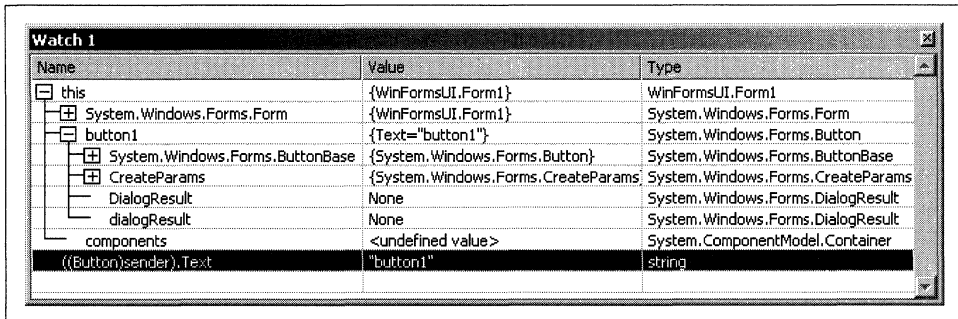 Watch 1
Name Value Type
this {WinFormsUI.Form1} WinFormsUI.Form1
System.Windows.Forms.Form {WinFormsUI.Form1} System.Windows.Forms.Form
button1 {Text="button1"} System.Windows.Forms.Button
System.Windows.Forms.ButtonBase {System.Windows.Forms.Button} System.Windows.Forms.ButtonBase
CreateParams {System.Windows.Forms.CreateParams System.Windows.Forms.CreateParams
DialogResult None System.Windows.Forms.DialogResult
dialogResult None System.Windows.Forms.DialogResult
components <undefined value> System.ComponentModel.Container
((Button)sender).Text "button1" string